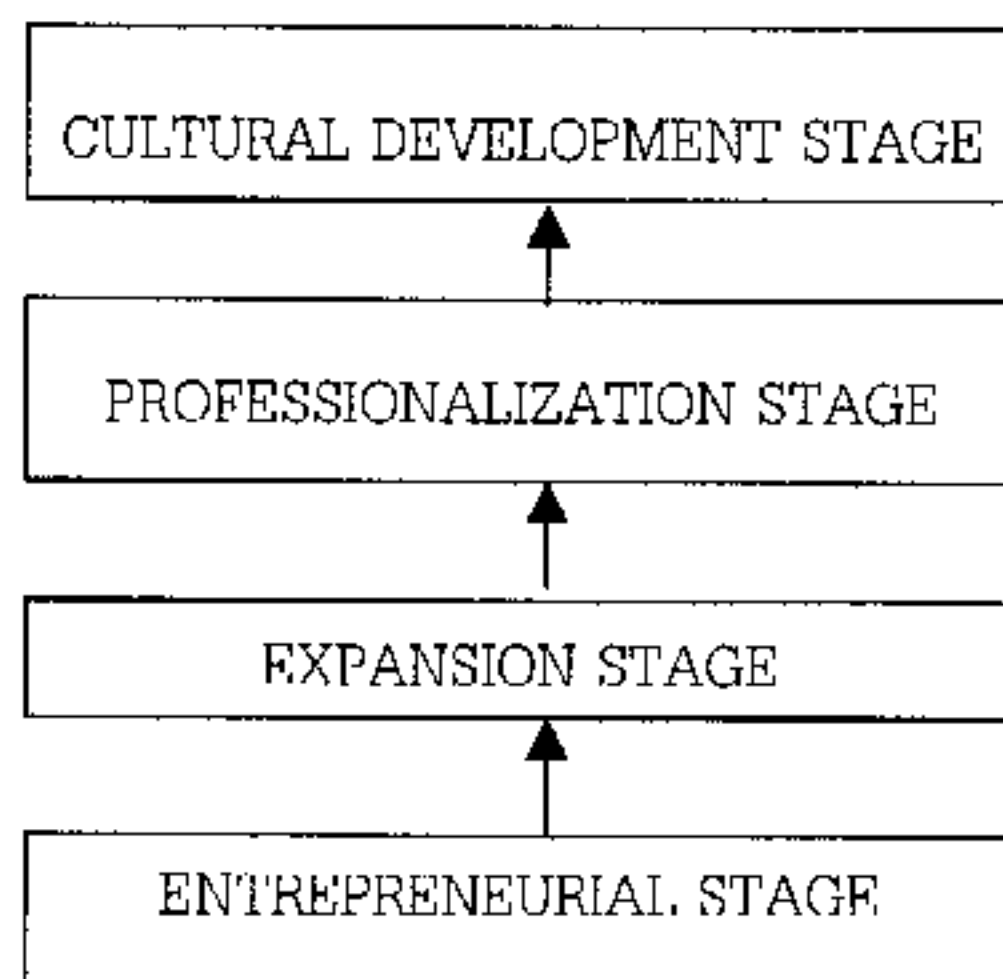 CULTURAL DEVELOPMENT STAGE
PROFESSIONALIZATION STAGE
EXPANSION STAGE
ENTREPRENEURIAL STAGE